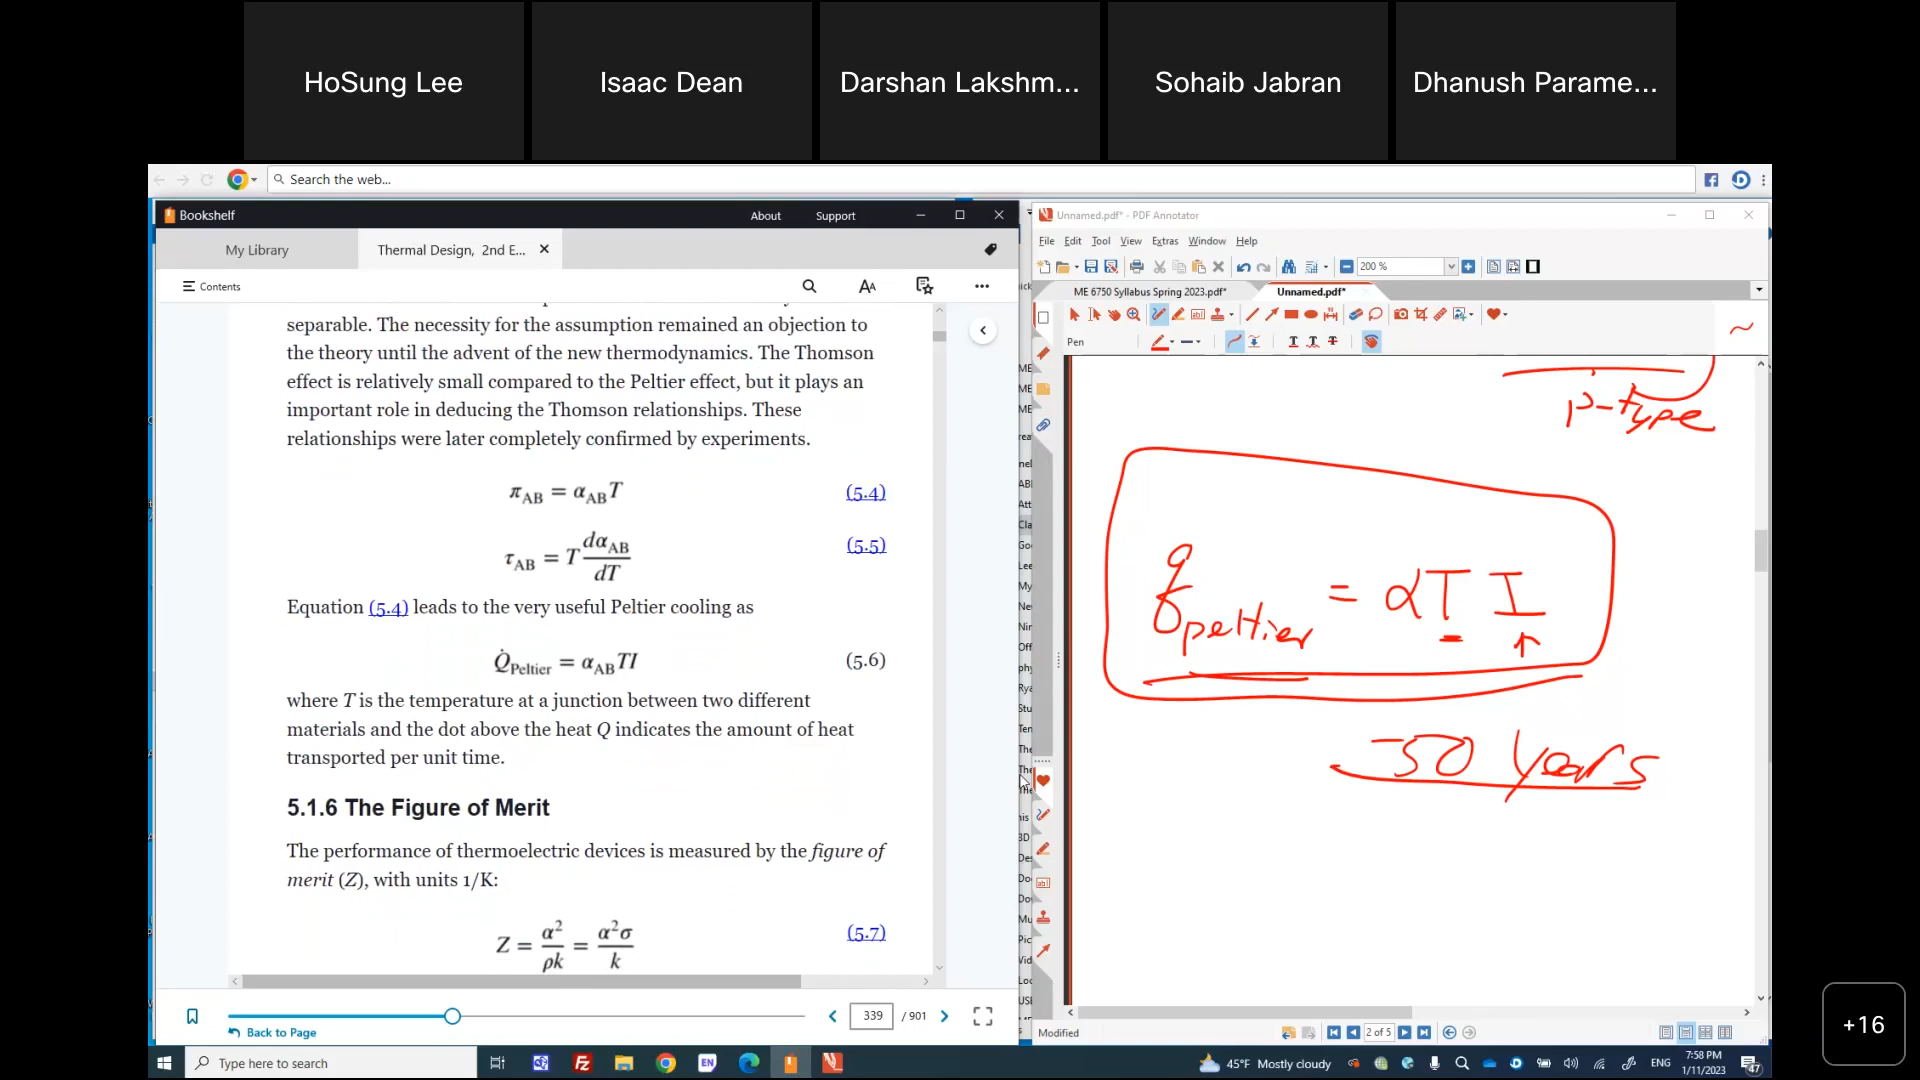 HoSung Lee
Isaac Dean
Darshan Lakshm...
Sohaib Jabran
Dhanush Parame...
Search the web...
Bookshelf
About
Support
My Library
Thermal Design, 2nd E...
Contents
separable. The necessity for the assumption remained an objection to
the theory until the advent of the new thermodynamics. The Thomson
effect is relatively small compared to the Peltier effect, but it plays an
important role in deducing the Thomson relationships. These
relationships were later completely confirmed by experiments.
π_AB = α_AB T (5.4)
τ_AB = T dα_AB/dT (5.5)
Equation (5.4) leads to the very useful Peltier cooling as
Q̇_Peltier = α_AB TI (5.6)
where T is the temperature at a junction between two different
materials and the dot above the heat Q indicates the amount of heat
transported per unit time.
5.1.6 The Figure of Merit
The performance of thermoelectric devices is measured by the figure of
merit (Z), with units 1/K:
Z = α²/ρk = α²σ/k (5.7)
339 / 901
Back to Page
Unnamed.pdf* - PDF Annotator
File Edit Tool View Extras Window Help
200 %
ME 6750 Syllabus Spring 2023.pdf*
Unnamed.pdf*
Pen
p-type
q peltier = αT I
50 years
Modified
2 of 5
+16
Type here to search
EN
45°F Mostly cloudy
ENG
7:58 PM
1/11/2023
47